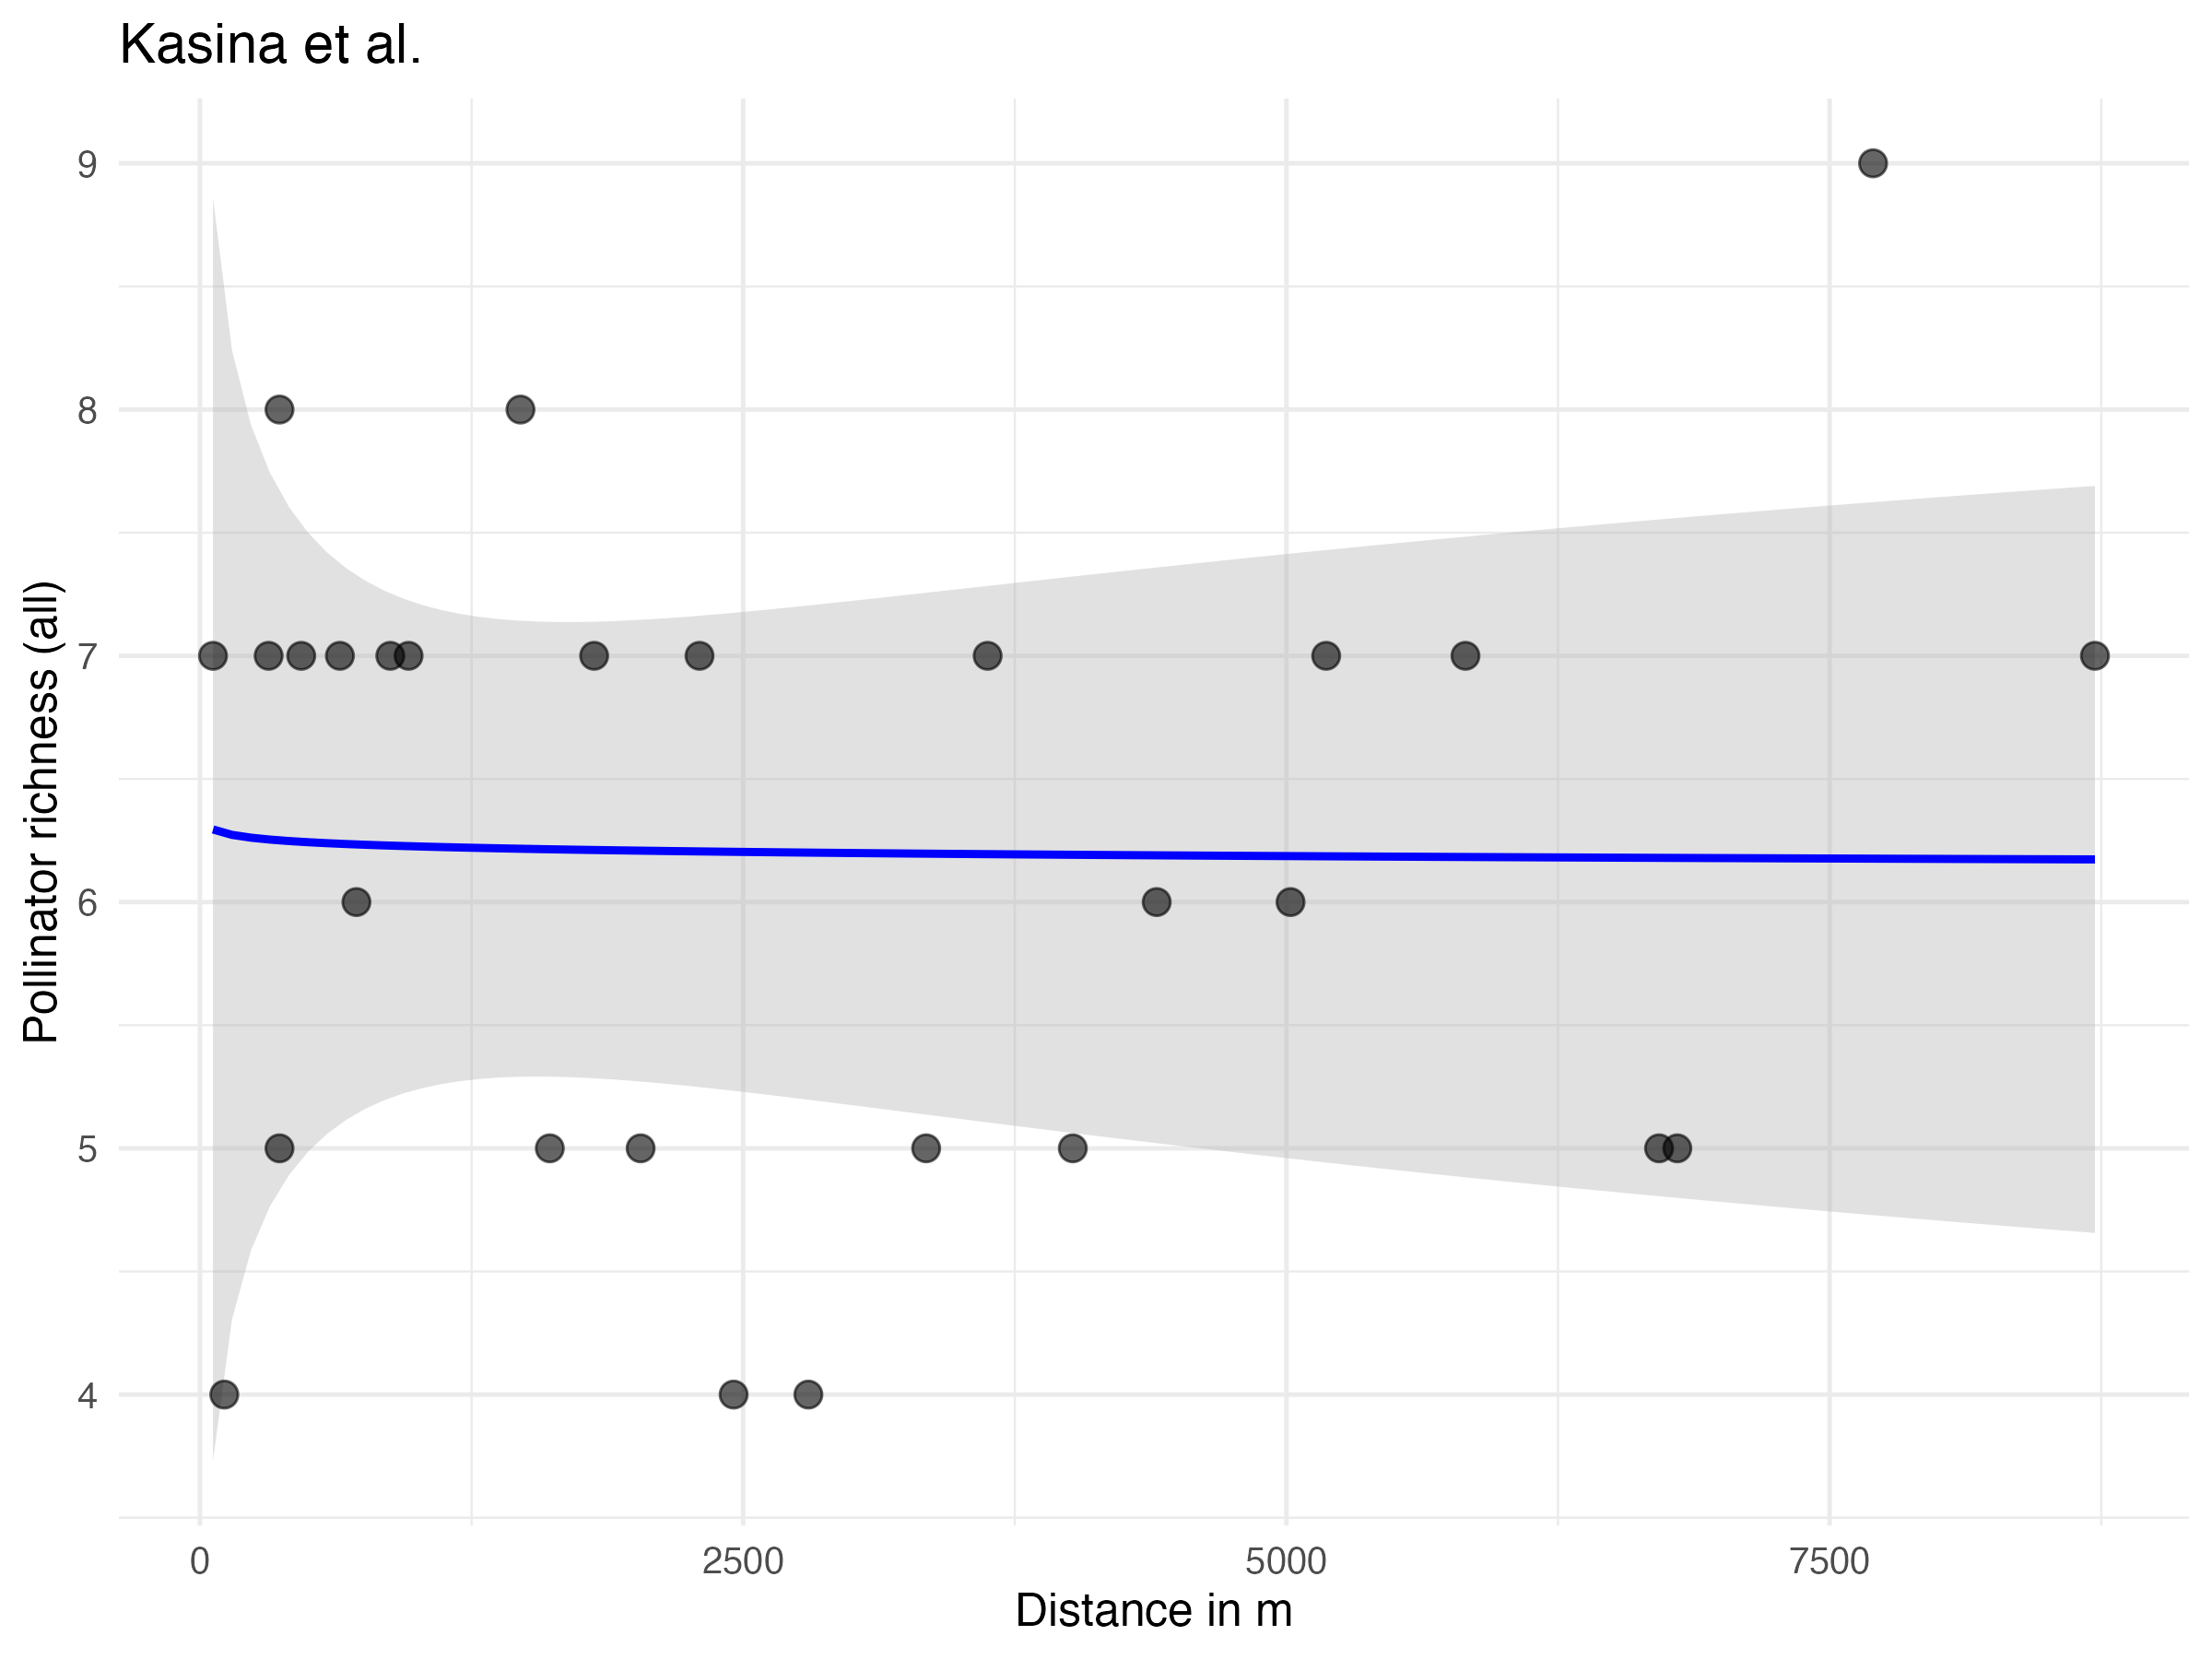 Kasina et al.
Pollinator richness (all)
9
8
7
6
5
4
0 2500 5000 7500
Distance in m